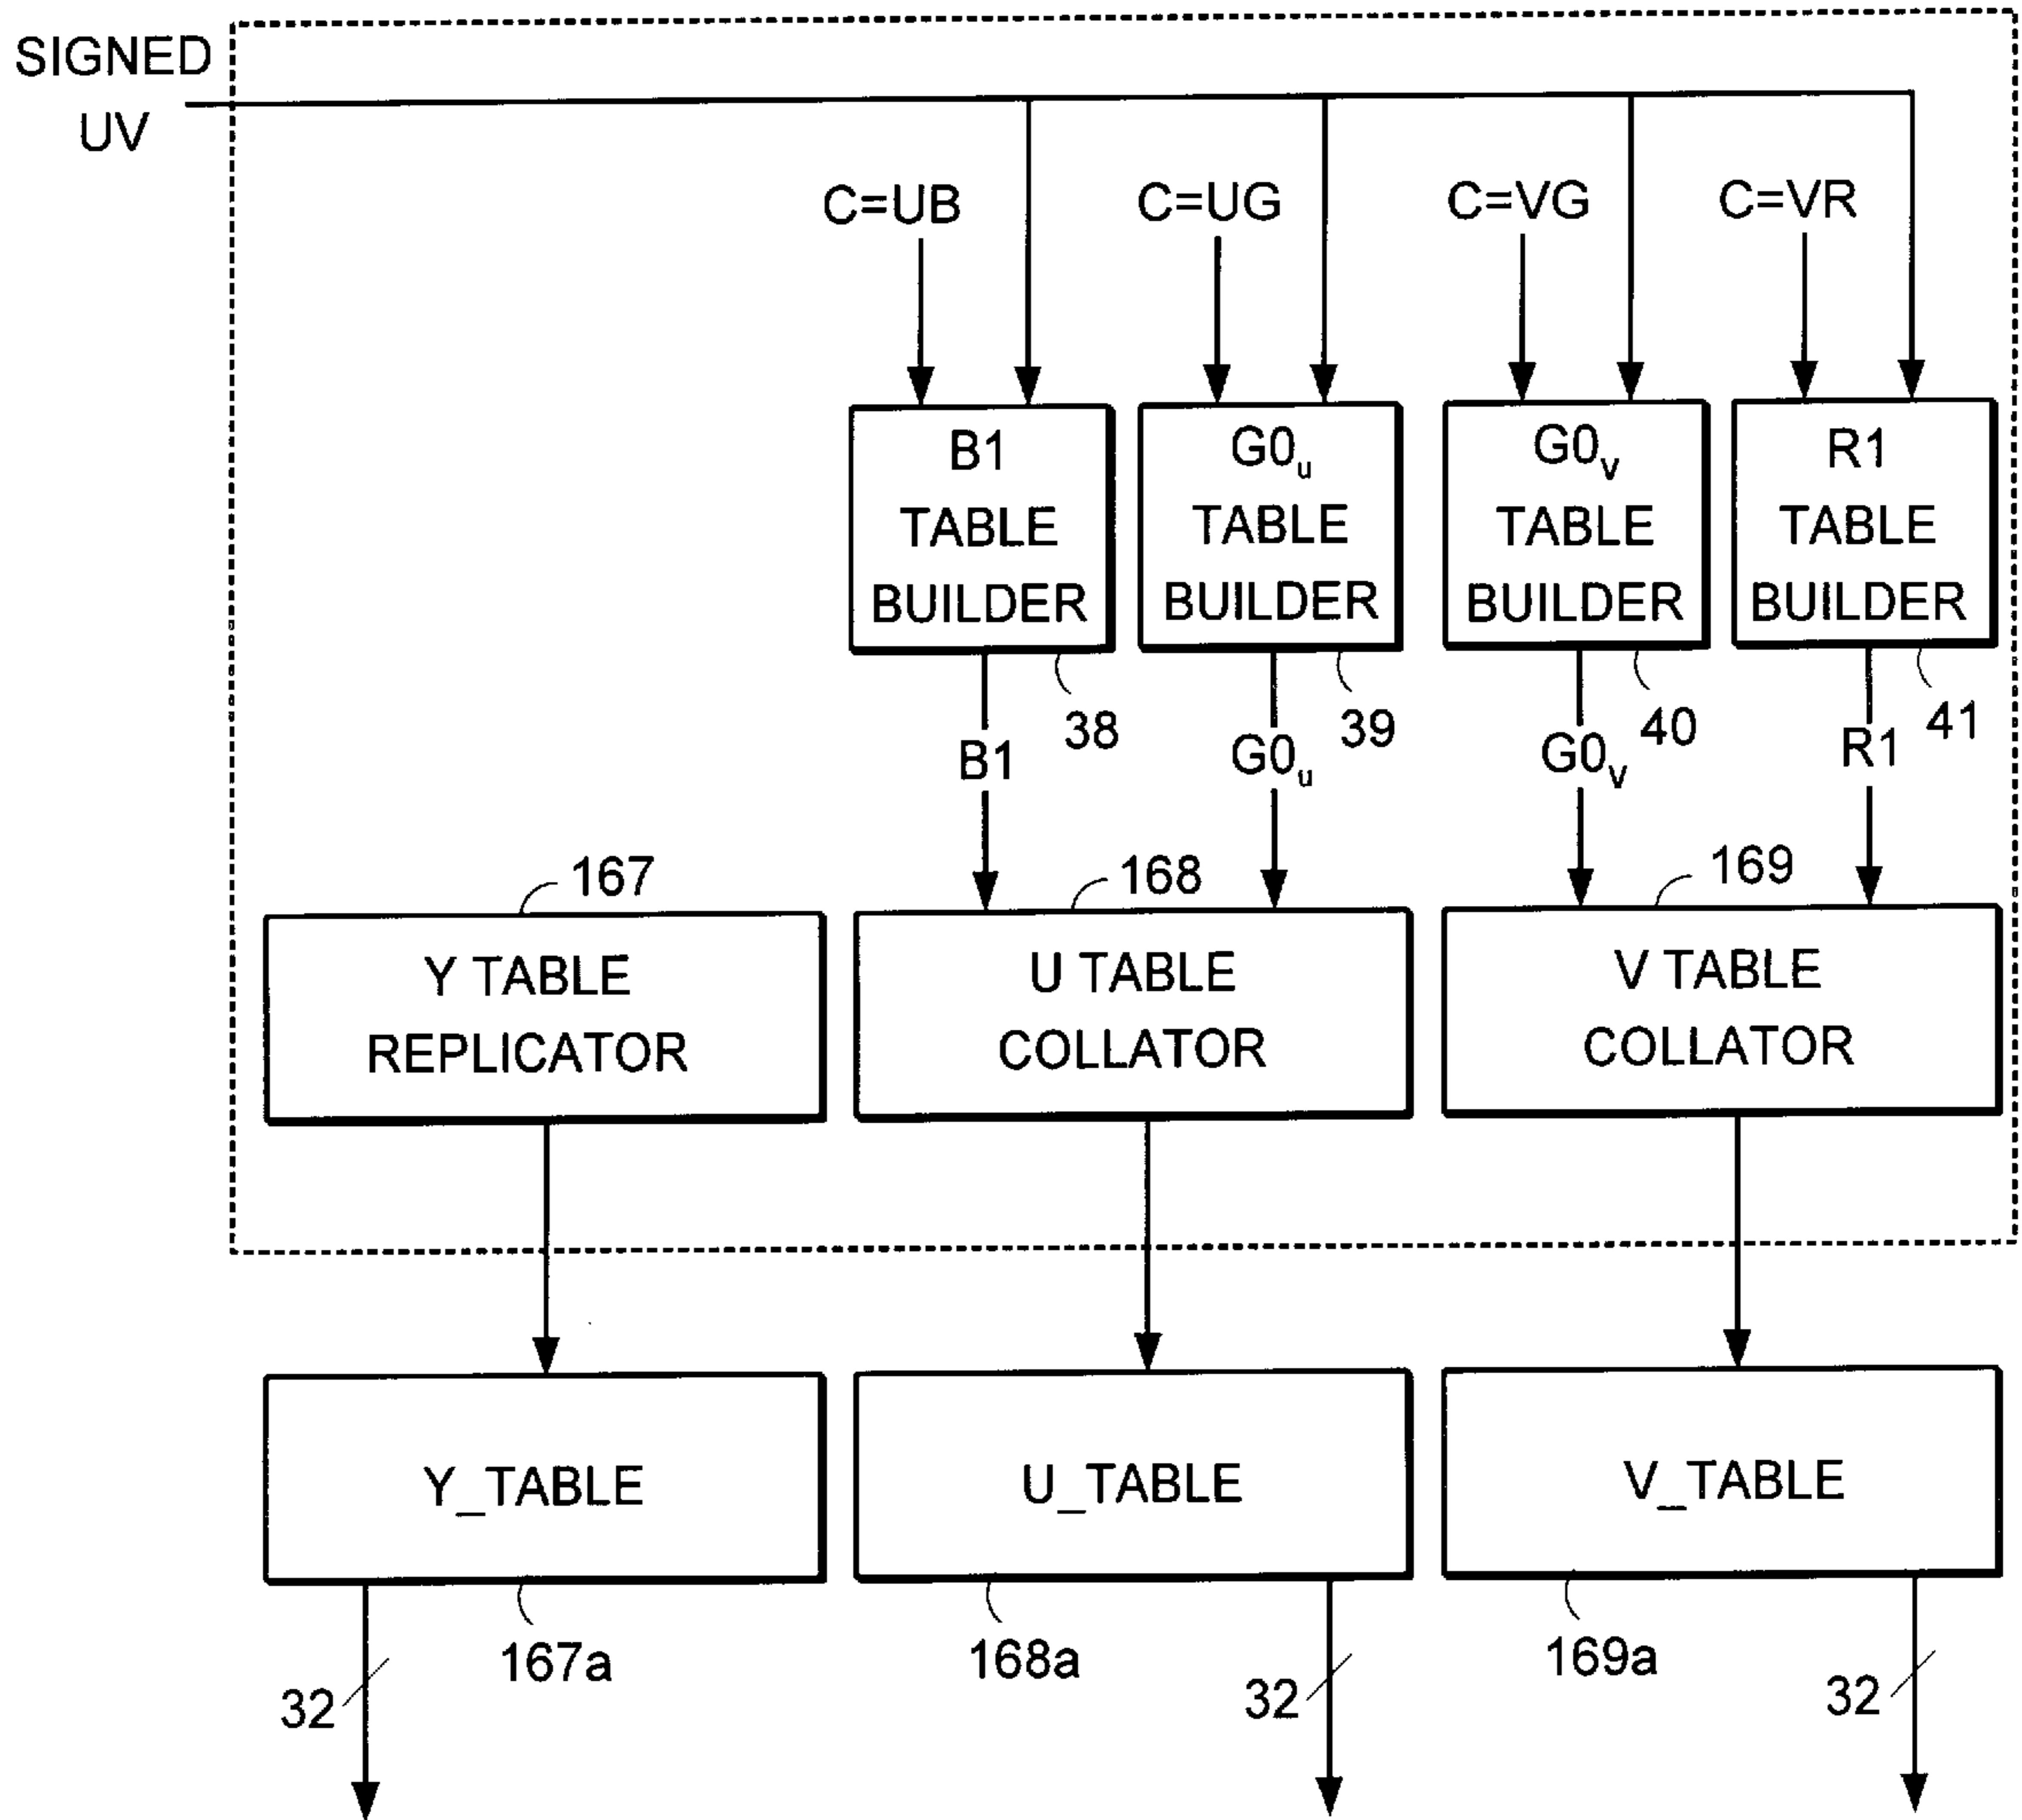 SIGNED
UV
C=UB
C=UG
C=VG
C=VR
B1
TABLE
BUILDER
G0u
TABLE
BUILDER
G0v
TABLE
BUILDER
R1
TABLE
BUILDER
38
39
40
41
B1
G0u
G0v
R1
167
168
169
Y TABLE
REPLICATOR
U TABLE
COLLATOR
V TABLE
COLLATOR
Y_TABLE
U_TABLE
V_TABLE
167a
168a
169a
32
32
32